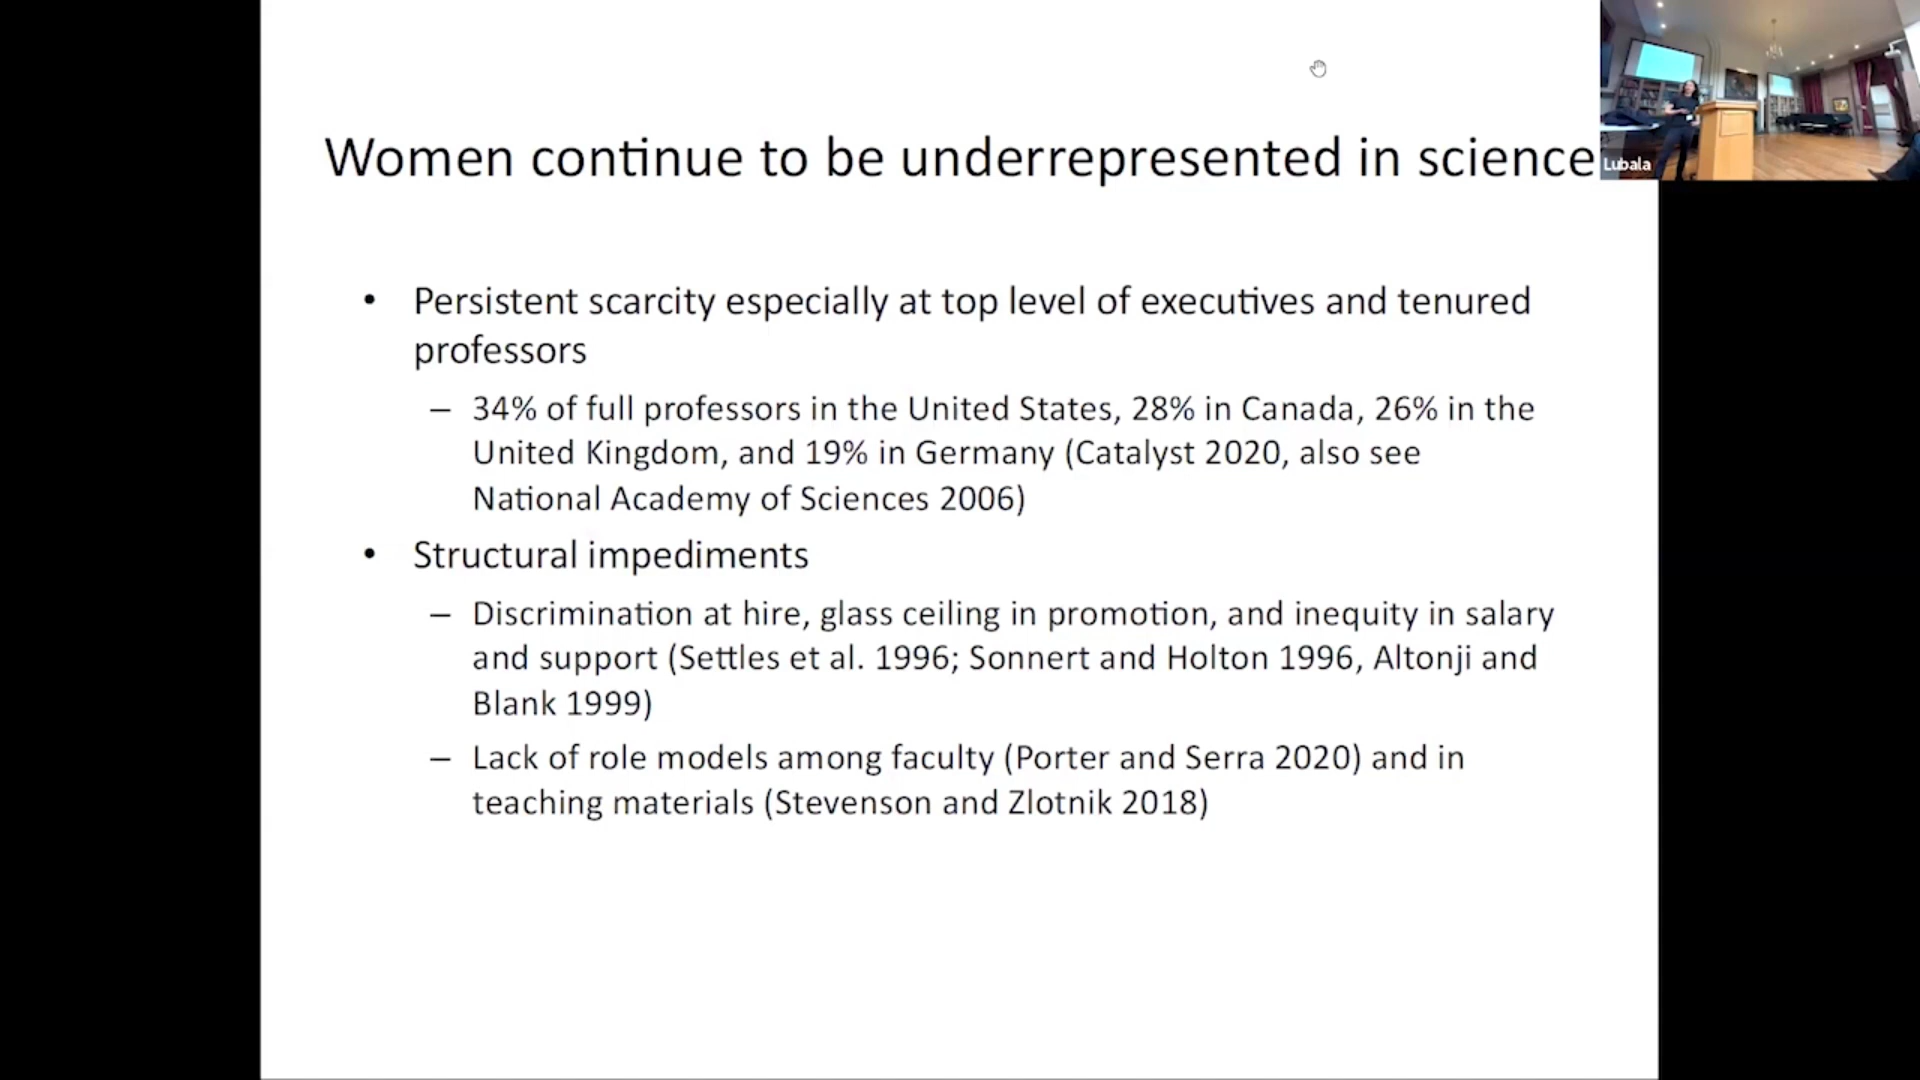 Women continue to be underrepresented in science
Lubala
• Persistent scarcity especially at top level of executives and tenured
professors
– 34% of full professors in the United States, 28% in Canada, 26% in the
United Kingdom, and 19% in Germany (Catalyst 2020, also see
National Academy of Sciences 2006)
• Structural impediments
– Discrimination at hire, glass ceiling in promotion, and inequity in salary
and support (Settles et al. 1996; Sonnert and Holton 1996, Altonji and
Blank 1999)
– Lack of role models among faculty (Porter and Serra 2020) and in
teaching materials (Stevenson and Zlotnik 2018)